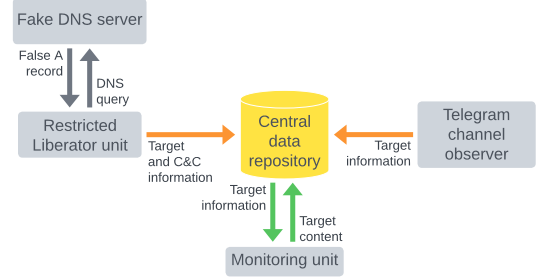 Fake DNS server
False A
record
DNS
query
Restricted
Liberator unit
Target
and C&C
information
Central
data
repository
Telegram
channel
observer
Target
information
Target
information
Target
content
Monitoring unit